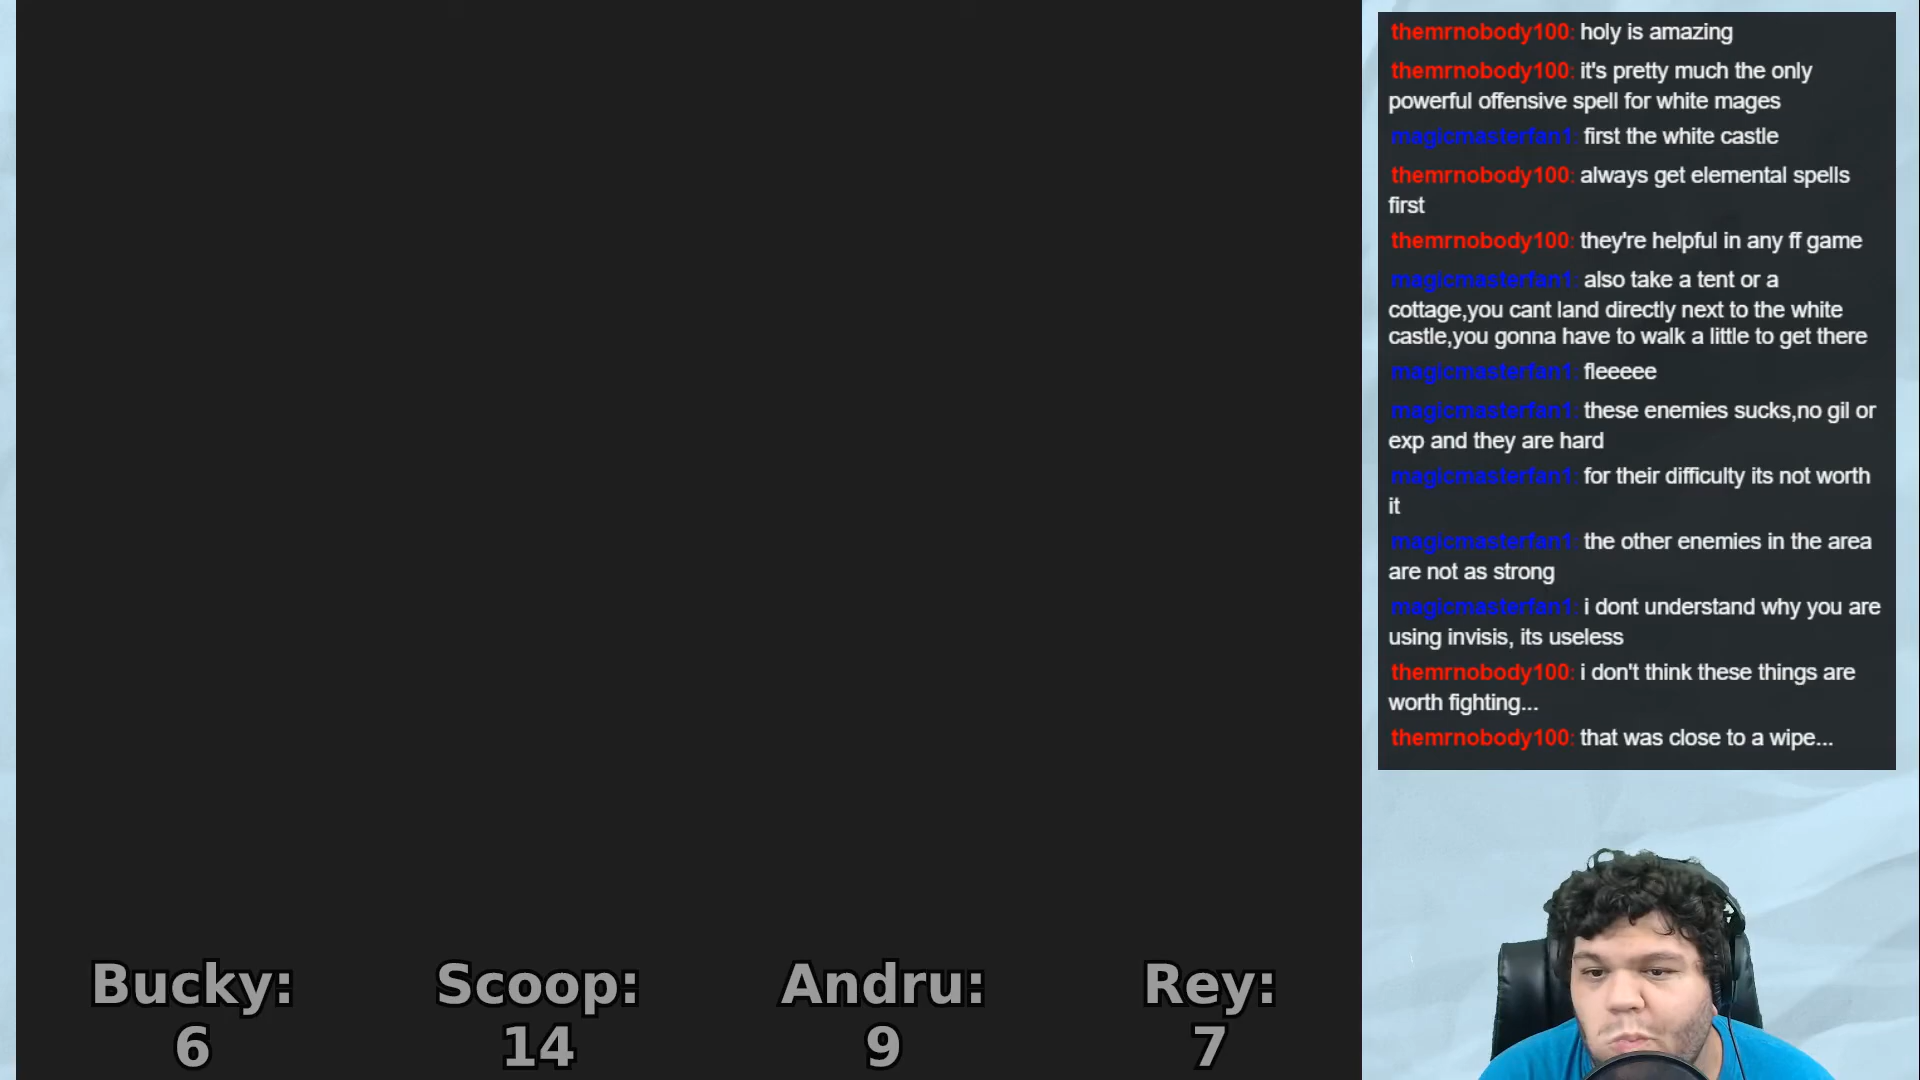 themrnobody100: holy is amazing
themrnobody100: it's pretty much the only
powerful offensive spell for white mages
magicmasterfan1: first the white castle
themrnobody100: always get elemental spells
first
themrnobody100: they're helpful in any ff game
magicmasterfan1: also take a tent or a
cottage,you cant land directly next to the white
castle,you gonna have to walk a little to get there
magicmasterfan1: fleeeee
magicmasterfan1: these enemies sucks,no gil or
exp and they are hard
magicmasterfan1: for their difficulty its not worth
it
magicmasterfan1: the other enemies in the area
are not as strong
magicmasterfan1: i dont understand why you are
using invisis, its useless
themrnobody100: i don't think these things are
worth fighting...
themrnobody100: that was close to a wipe...
Bucky: Scoop: Andru: Rey:
6 14 9 7